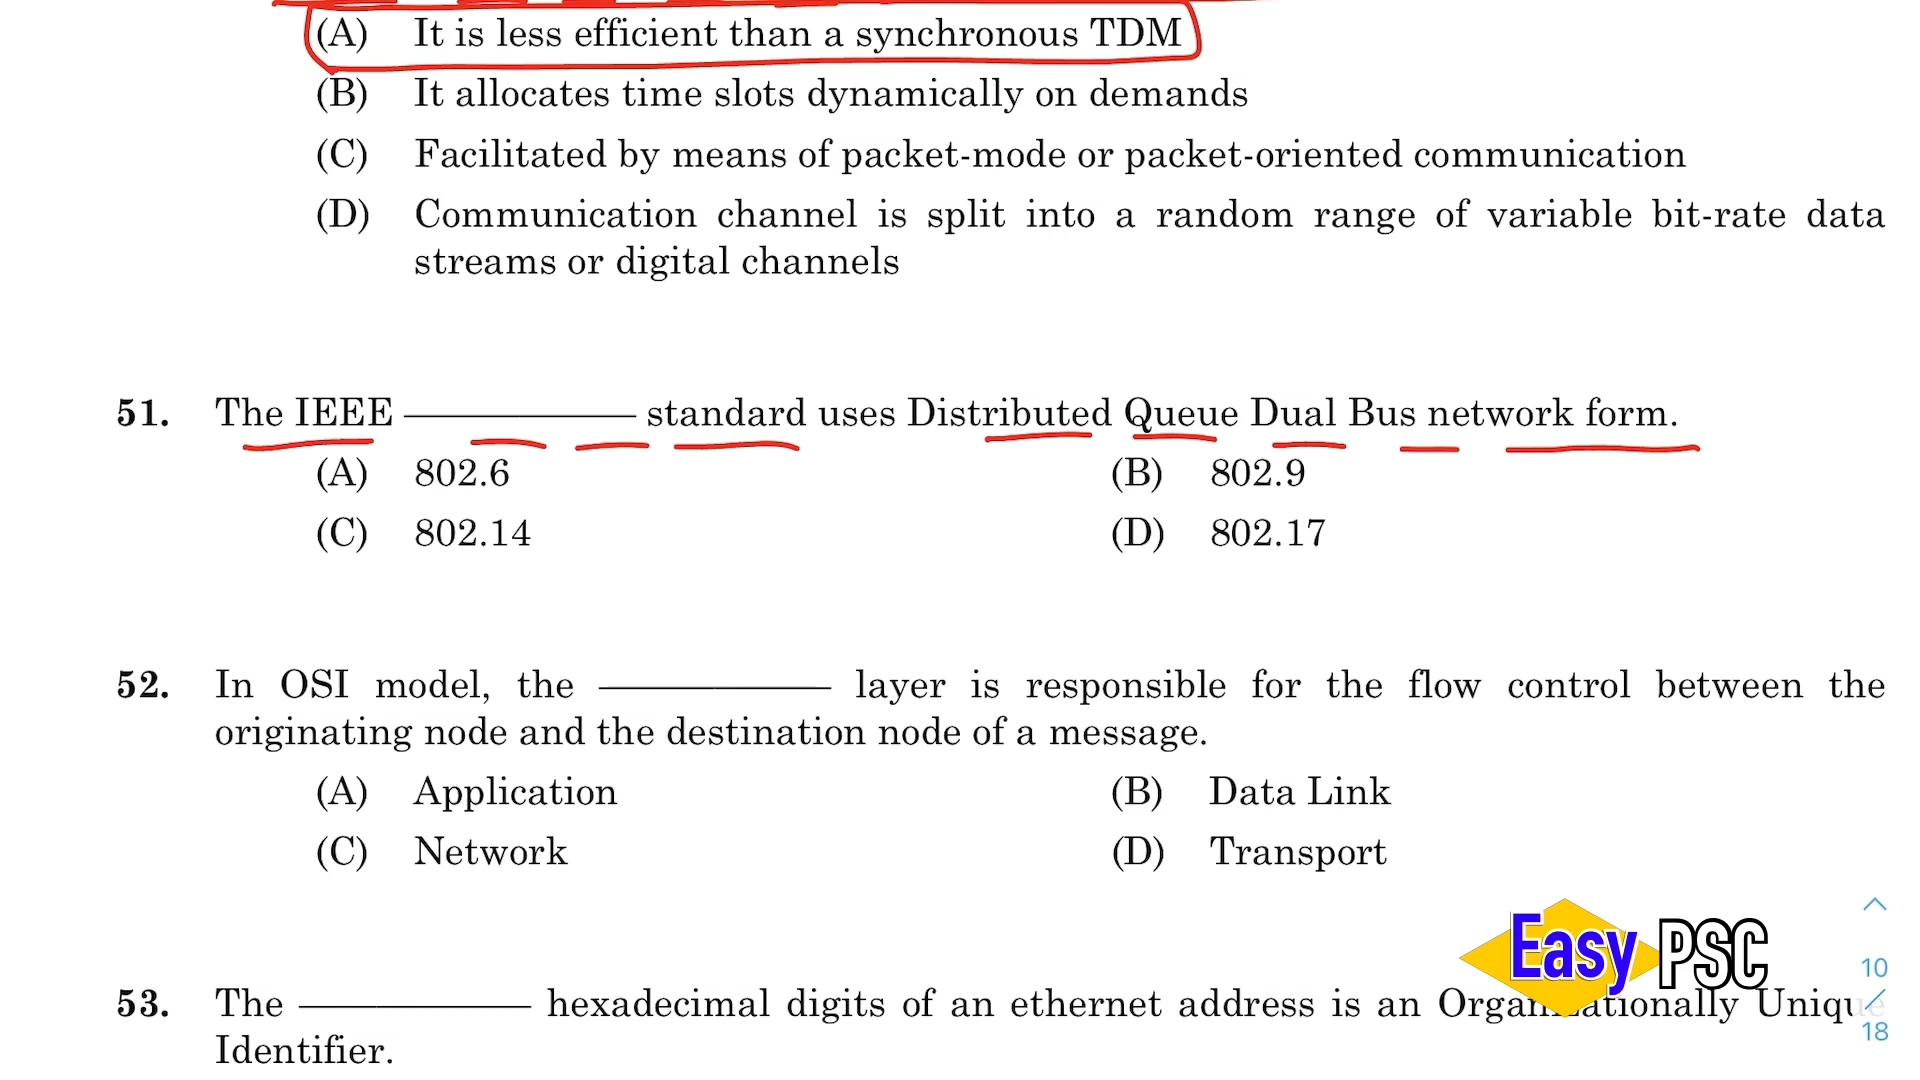 (A) It is less efficient than a synchronous TDM
(B) It allocates time slots dynamically on demands
(C) Facilitated by means of packet-mode or packet-oriented communication
(D) Communication channel is split into a random range of variable bit-rate data
streams or digital channels
51. The IEEE ————— standard uses Distributed Queue Dual Bus network form.
(A) 802.6 (B) 802.9
(C) 802.14 (D) 802.17
52. In OSI model, the ————— layer is responsible for the flow control between the
originating node and the destination node of a message.
(A) Application (B) Data Link
(C) Network (D) Transport
Easy PSC
53. The ————— hexadecimal digits of an ethernet address is an Organizationally Unique
Identifier.
10
/
18